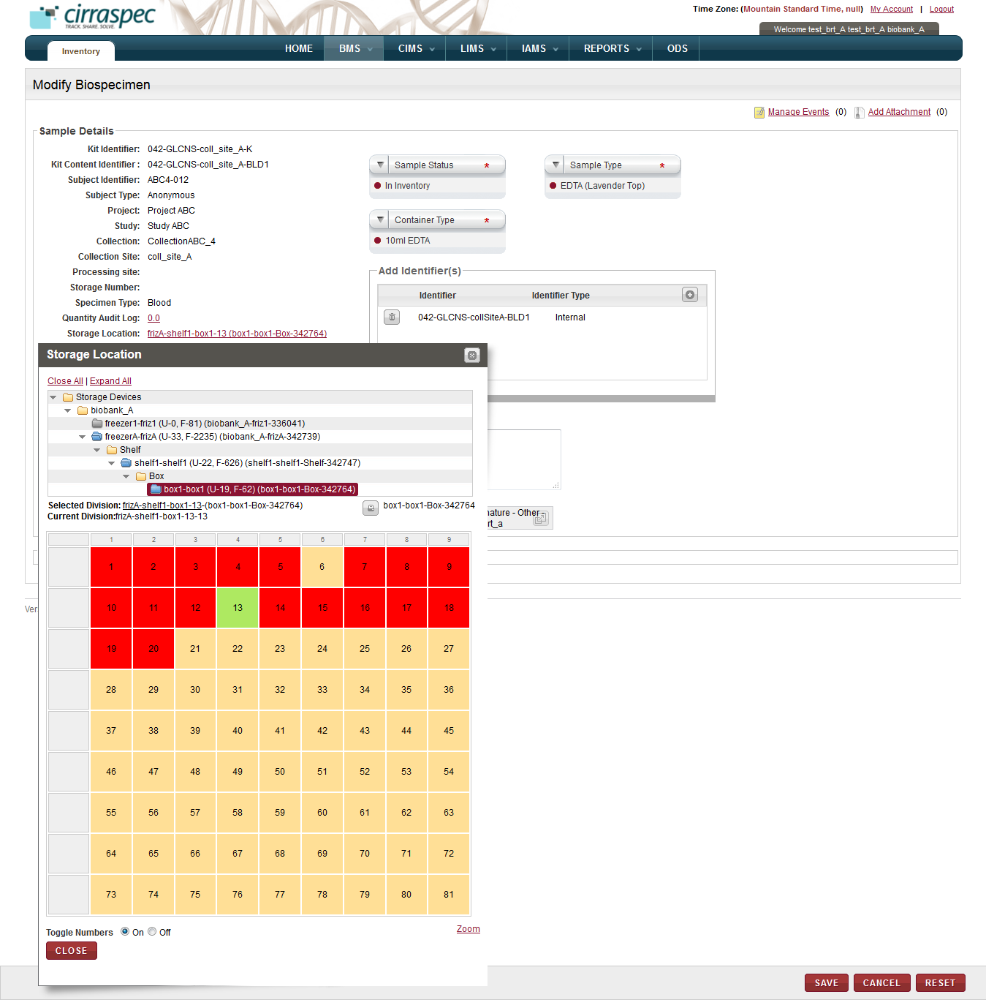 cirraspec
TRACK. SHARE. SOLVE.
Time Zone: (Mountain Standard Time, null) My Account | Logout
Welcome test_brt_A test_brt_A biobank_A
Inventory
HOME BMS CIMS LIMS IAMS REPORTS ODS
Modify Biospecimen
Manage Events (0) Add Attachment (0)
Sample Details
Kit Identifier: 042-GLCNS-coll_site_A-K
Kit Content Identifier : 042-GLCNS-coll_site_A-BLD1
Subject Identifier: ABC4-012
Subject Type: Anonymous
Project: Project ABC
Study: Study ABC
Collection: CollectionABC_4
Collection Site: coll_site_A
Processing site:
Storage Number:
Specimen Type: Blood
Quantity Audit Log: 0.0
Storage Location: frizA-shelf1-box1-13 (box1-box1-Box-342764)
Sample Status *
In Inventory
Sample Type *
EDTA (Lavender Top)
Container Type *
10ml EDTA
Add Identifier(s)
Identifier Identifier Type
042-GLCNS-collSiteA-BLD1 Internal
Storage Location
Close All | Expand All
Storage Devices
biobank_A
freezer1-friz1 (U-0, F-81) (biobank_A-friz1-336041)
freezerA-frizA (U-33, F-2235) (biobank_A-frizA-342739)
Shelf
shelf1-shelf1 (U-22, F-626) (shelf1-shelf1-Shelf-342747)
Box
box1-box1 (U-19, F-62) (box1-box1-Box-342764)
Selected Division: frizA-shelf1-box1-13-(box1-box1-Box-342764) box1-box1-Box-342764
Current Division:frizA-shelf1-box1-13-13
nature - Other -
rt_a
1 2 3 4 5 6 7 8 9
1 2 3 4 5 6 7 8 9
10 11 12 13 14 15 16 17 18
19 20 21 22 23 24 25 26 27
28 29 30 31 32 33 34 35 36
37 38 39 40 41 42 43 44 45
46 47 48 49 50 51 52 53 54
55 56 57 58 59 60 61 62 63
64 65 66 67 68 69 70 71 72
73 74 75 76 77 78 79 80 81
Ver
Toggle Numbers On Off Zoom
CLOSE
SAVE CANCEL RESET